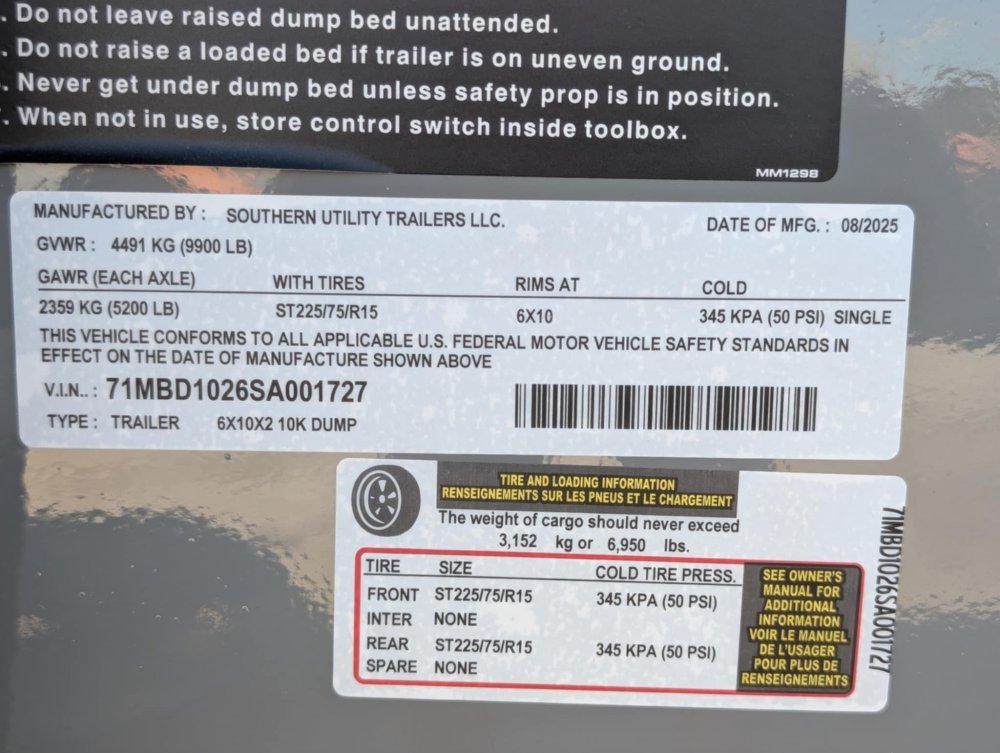 . Do not leave raised dump bed unattended.
. Do not raise a loaded bed if trailer is on uneven ground.
. Never get under dump bed unless safety prop is in position.
. When not in use, store control switch inside toolbox.
MM1298
MANUFACTURED BY : SOUTHERN UTILITY TRAILERS LLC. DATE OF MFG. : 08/2025
GVWR : 4491 KG (9900 LB)
GAWR (EACH AXLE) WITH TIRES RIMS AT COLD
2359 KG (5200 LB) ST225/75/R15 6X10 345 KPA (50 PSI) SINGLE
THIS VEHICLE CONFORMS TO ALL APPLICABLE U.S. FEDERAL MOTOR VEHICLE SAFETY STANDARDS IN
EFFECT ON THE DATE OF MANUFACTURE SHOWN ABOVE
V.I.N.. : 71MBD1026SA001727
TYPE : TRAILER 6X10X2 10K DUMP
TIRE AND LOADING INFORMATION
RENSEIGNEMENTS SUR LES PNEUS ET LE CHARGEMENT
The weight of cargo should never exceed
3,152 kg or 6,950 lbs.
TIRE SIZE COLD TIRE PRESS.
FRONT ST225/75/R15 345 KPA (50 PSI)
INTER NONE
REAR ST225/75/R15 345 KPA (50 PSI)
SPARE NONE
SEE OWNER'S
MANUAL FOR
ADDITIONAL
INFORMATION
VOIR LE MANUEL
DE L'USAGER
POUR PLUS DE
RENSEIGNEMENTS
71MBD1026SA001727